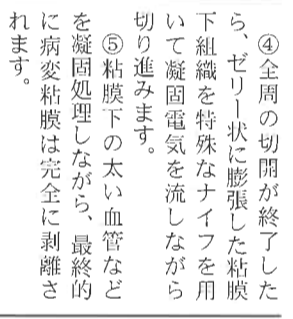 ④全周の切開が終了した
ら、ゼリー状に膨張した粘膜
下組織を特殊なナイフを用
いて凝固電気を流しながら
切り進みます。
⑤粘膜下の太い血管など
を凝固処理しながら、最終的
に病変粘膜は完全に剥離さ
れます。